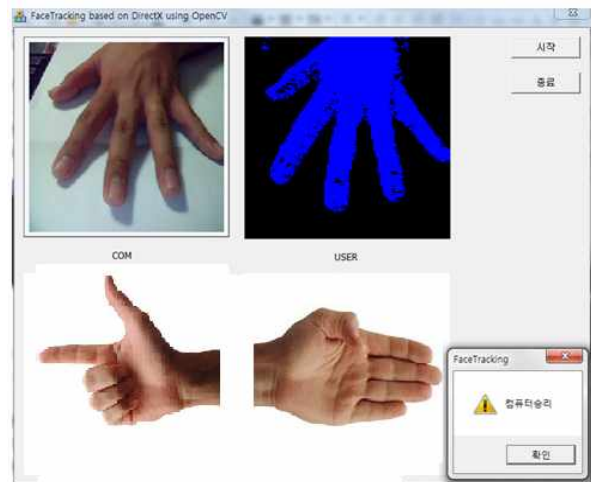 FaceTracking based on DirectX using OpenCV
시작
종료
COM
USER
FaceTracking
컴퓨터승리
확인